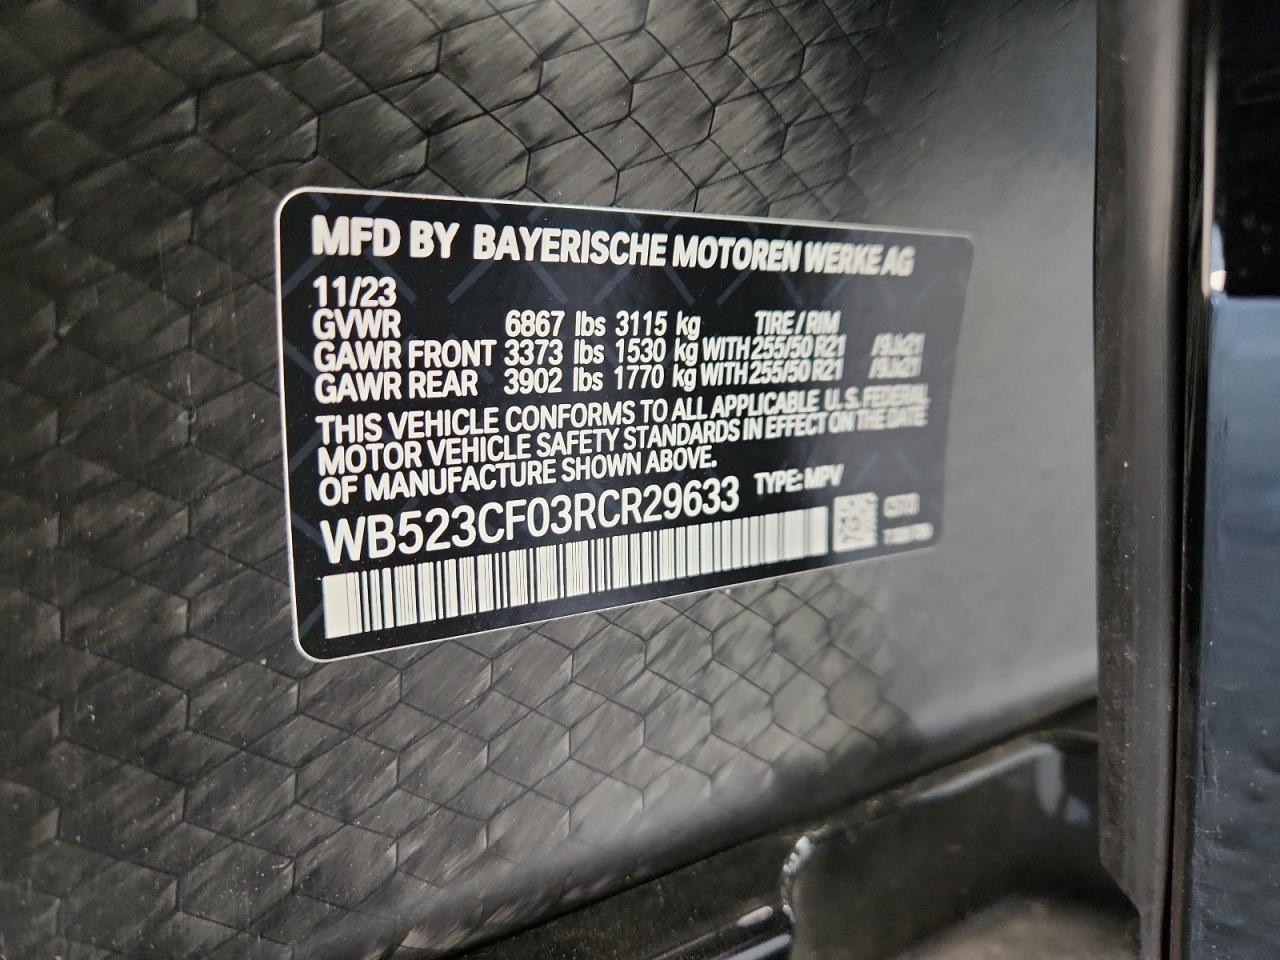 MFD BY BAYERISCHE MOTOREN WERKE AG
11/23
GVWR 6867 lbs 3115 kg TIRE / RIM
GAWR FRONT 3373 lbs 1530 kg WITH 255/50 R21 /9Jx21
GAWR REAR 3902 lbs 1770 kg WITH 255/50 R21 /9Jx21
THIS VEHICLE CONFORMS TO ALL APPLICABLE U.S. FEDERAL
MOTOR VEHICLE SAFETY STANDARDS IN EFFECT ON THE DATE
OF MANUFACTURE SHOWN ABOVE.
WB523CF03RCR29633 TYPE: MPV